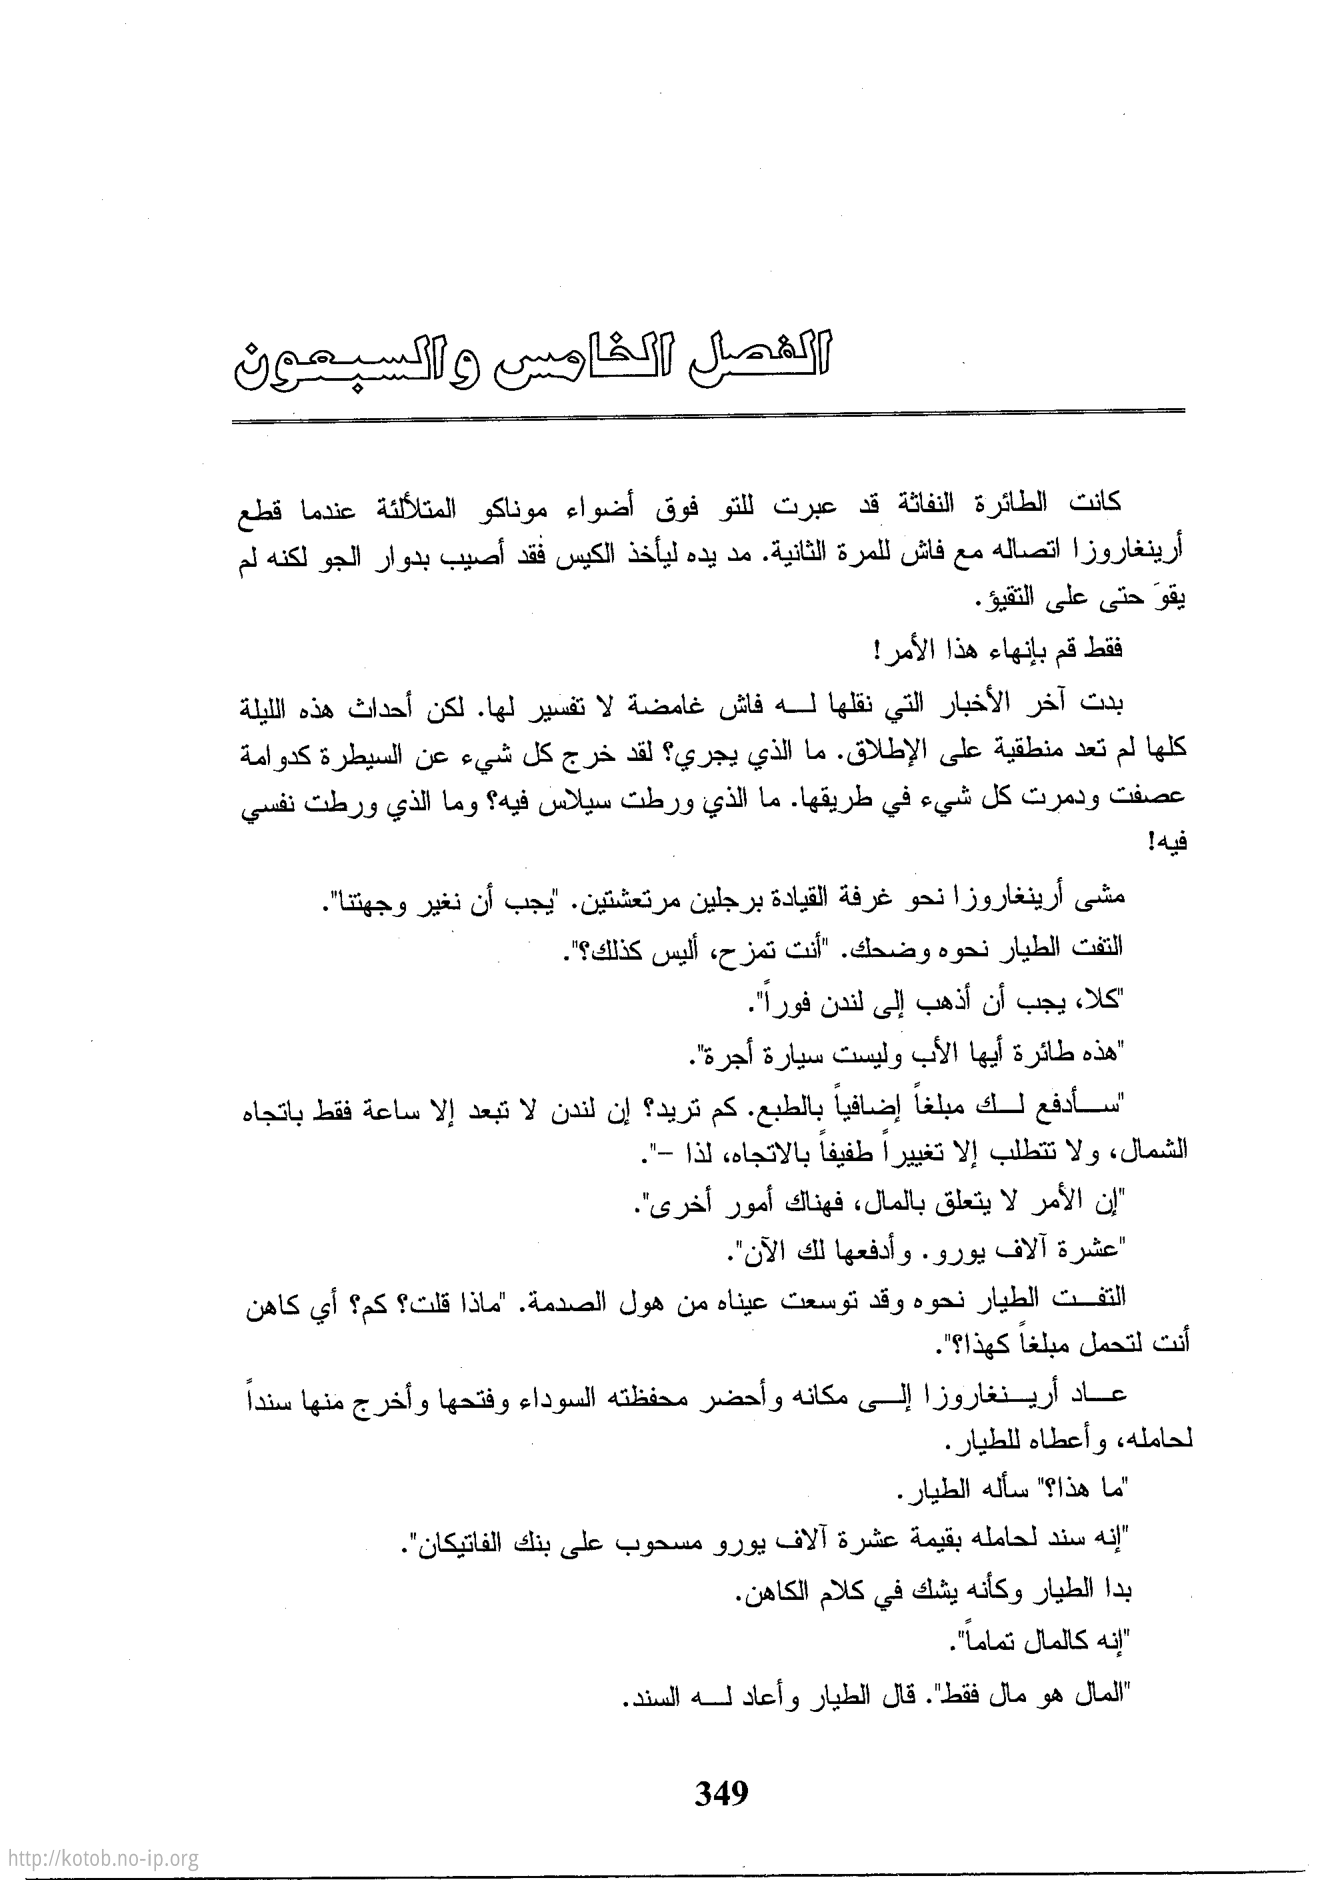 الفصل الخامس والسبعون
كانت الطائرة النفاثة قد عبرت للتو فوق أضواء موناكو المتلألئة عندما قطع
أرينغاروزا اتصاله مع فاش للمرة الثانية. مد يده ليأخذ الكيس فقد أصيب بدوار الجو لكنه لم
يقوَ حتى على التقيؤ.
فقط قم بإنهاء هذا الأمر!
بدت آخر الأخبار التي نقلها لـه فاش غامضة لا تفسير لها. لكن أحداث هذه الليلة
كلها لم تعد منطقية على الإطلاق. ما الذي يجري؟ لقد خرج كل شيء عن السيطرة كدوامة
عصفت ودمرت كل شيء في طريقها. ما الذي ورطت سيلاس فيه؟ وما الذي ورطت نفسي
فيه!
مشى أرينغاروزا نحو غرفة القيادة برجلين مرتعشتين. "يجب أن نغير وجهتنا".
التفت الطيار نحوه وضحك. "أنت تمزح، أليس كذلك؟".
"كلا، يجب أن أذهب إلى لندن فوراً".
"هذه طائرة أيها الأب وليست سيارة أجرة".
"سـأدفع لـك مبلغاً إضافياً بالطبع. كم تريد؟ إن لندن لا تبعد إلا ساعة فقط باتجاه
الشمال، ولا تتطلب إلا تغييراً طفيفاً بالاتجاه، لذا –".
"إن الأمر لا يتعلق بالمال، فهناك أمور أخرى".
"عشرة آلاف يورو. وأدفعها لك الآن".
التفـت الطيار نحوه وقد توسعت عيناه من هول الصدمة. "ماذا قلت؟ كم؟ أي كاهن
أنت لتحمل مبلغاً كهذا؟".
عـاد أريـنغاروزا إلـى مكانه وأحضر محفظته السوداء وفتحها وأخرج منها سنداً
لحامله، وأعطاه للطيار.
"ما هذا؟" سأله الطيار.
"إنه سند لحامله بقيمة عشرة آلاف يورو مسحوب على بنك الفاتيكان".
بدا الطيار وكأنه يشك في كلام الكاهن.
"إنه كالمال تماماً".
"المال هو مال فقط". قال الطيار وأعاد لـه السند.
349
http://kotob.no-ip.org